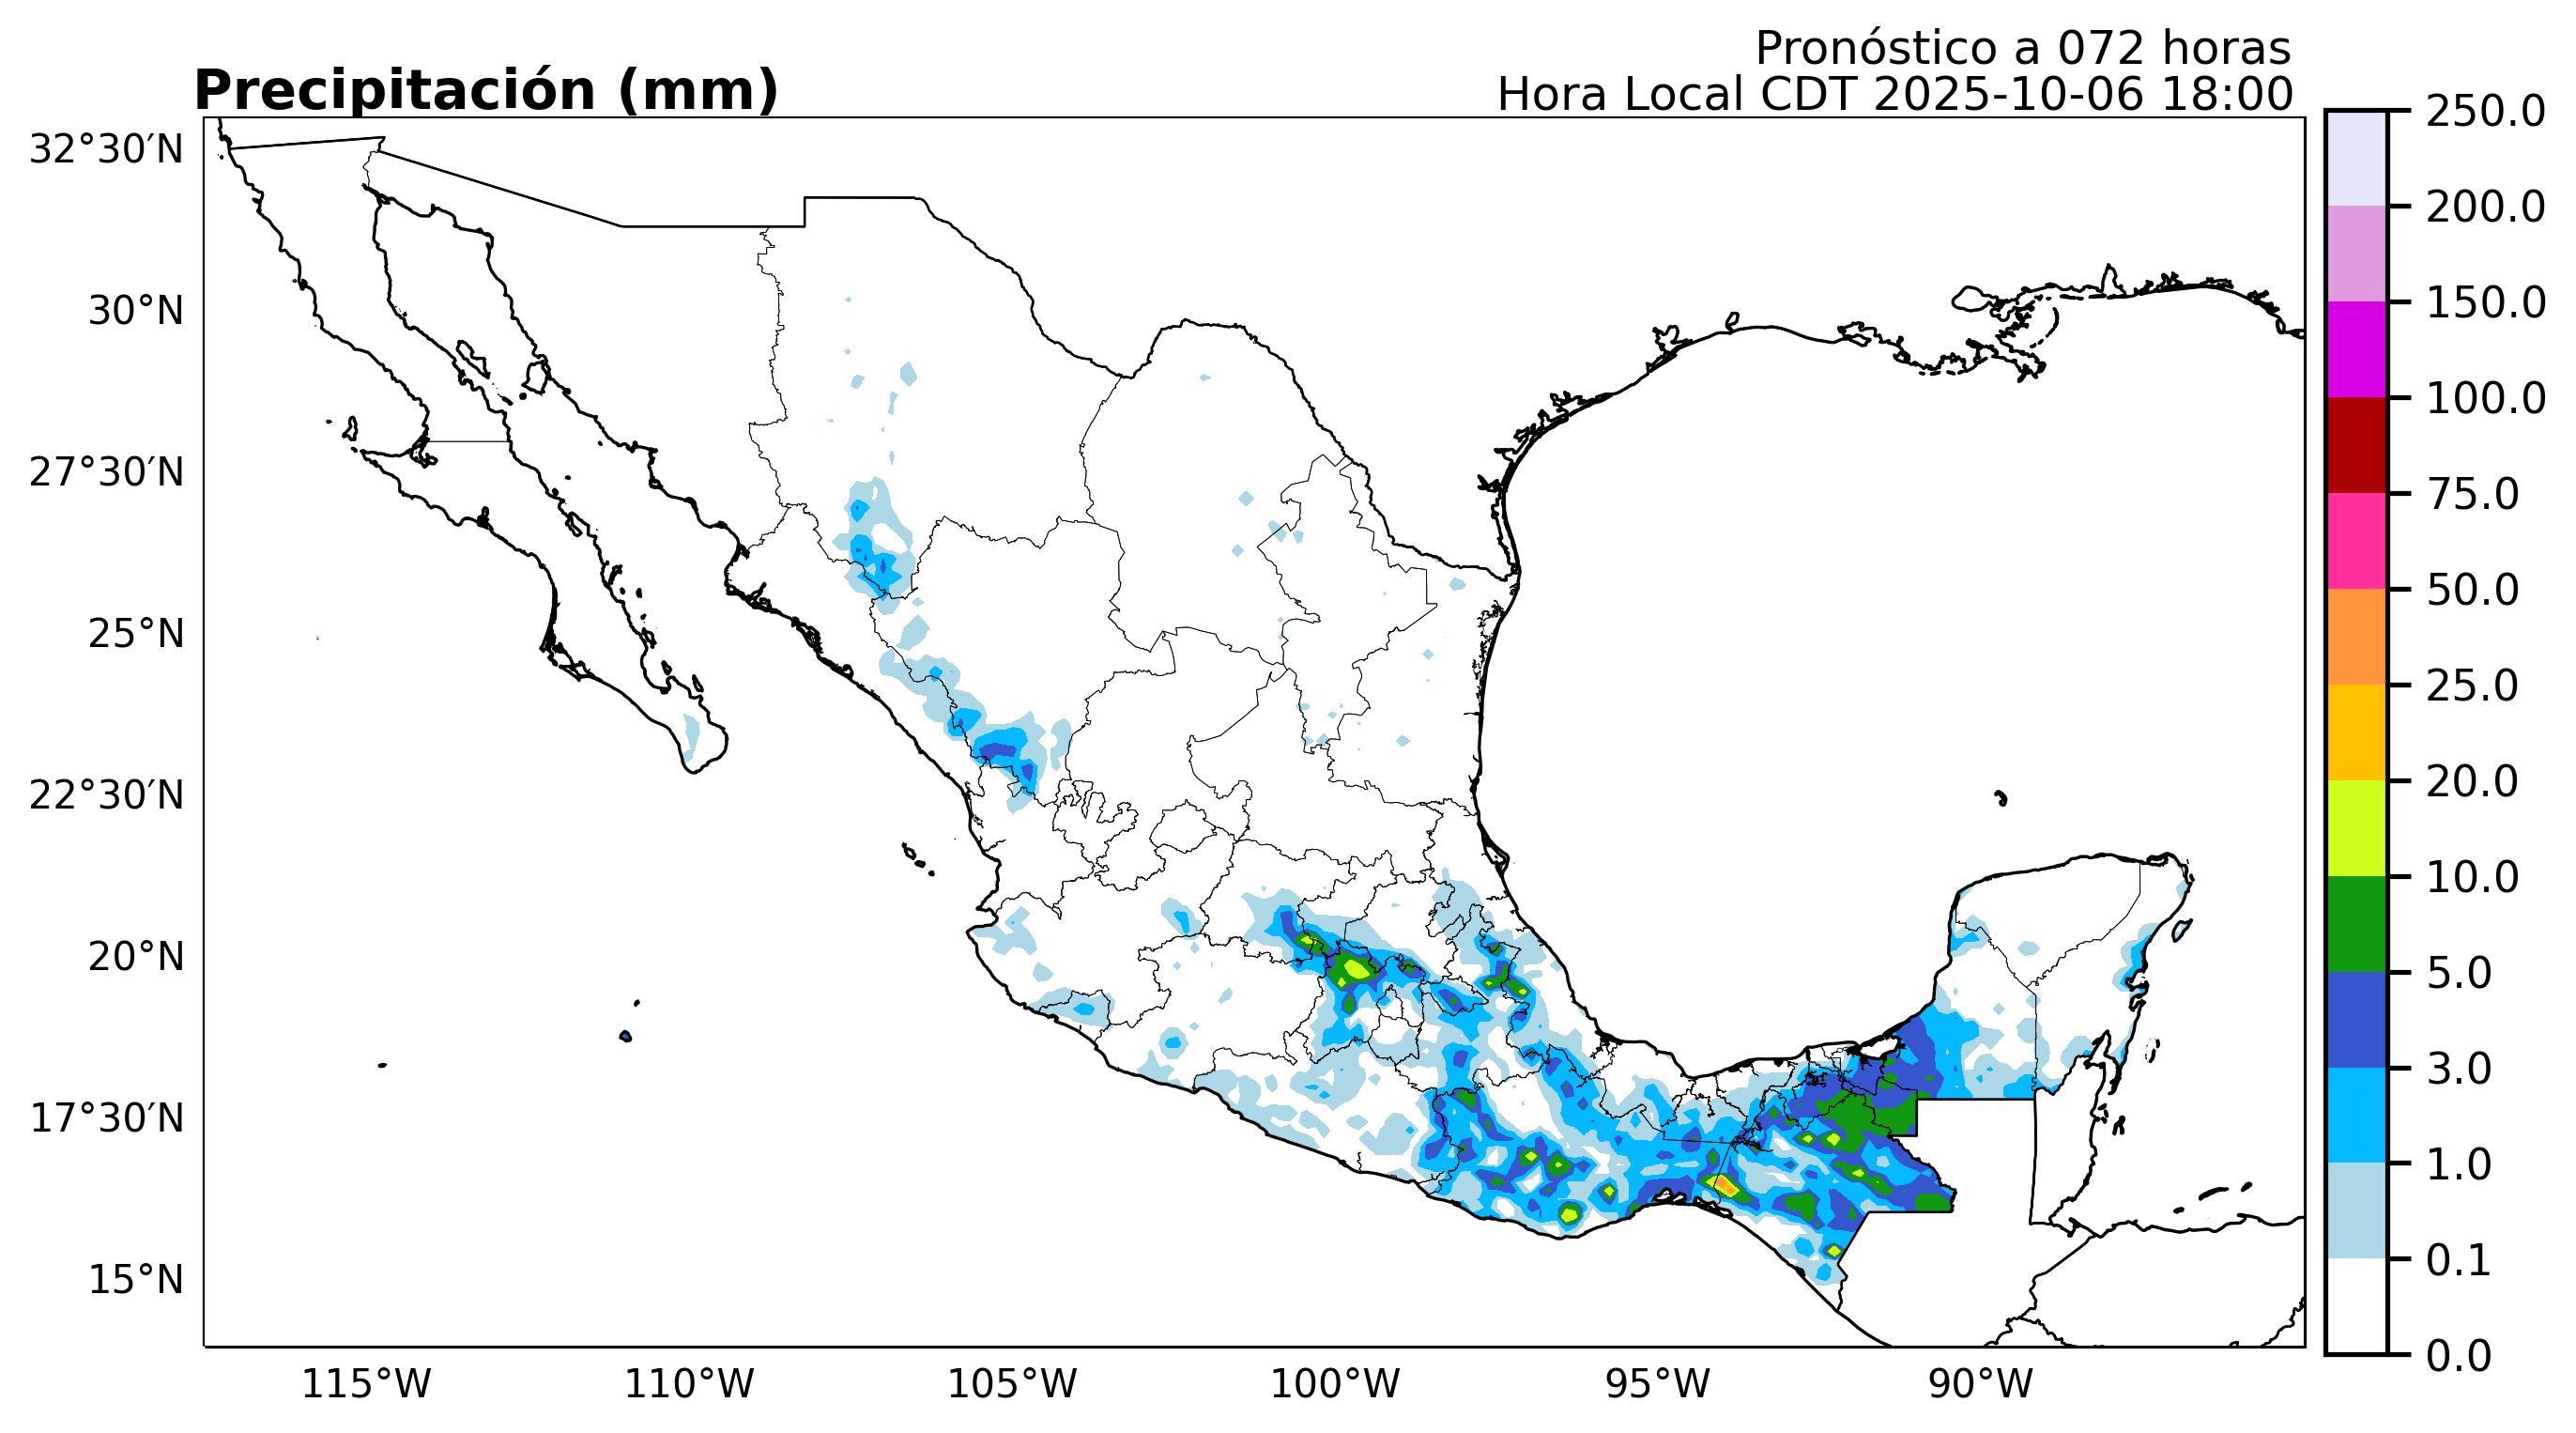 Pronóstico a 072 horas
Precipitación (mm)
Hora Local CDT 2025-10-06 18:00
32°30′N
30°N
27°30′N
25°N
22°30′N
20°N
17°30′N
15°N
115°W
110°W
105°W
100°W
95°W
90°W
250.0
200.0
150.0
100.0
75.0
50.0
25.0
20.0
10.0
5.0
3.0
1.0
0.1
0.0